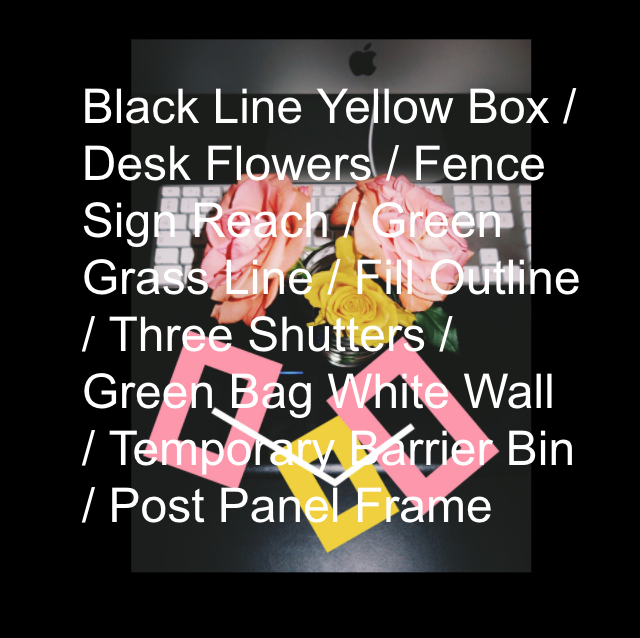 Black Line Yellow Box /
Desk Flowers / Fence
Sign Reach / Green
Grass Line / Fill Outline
/ Three Shutters /
Green Bag White Wall
/ Temporary Barrier Bin
/ Post Panel Frame